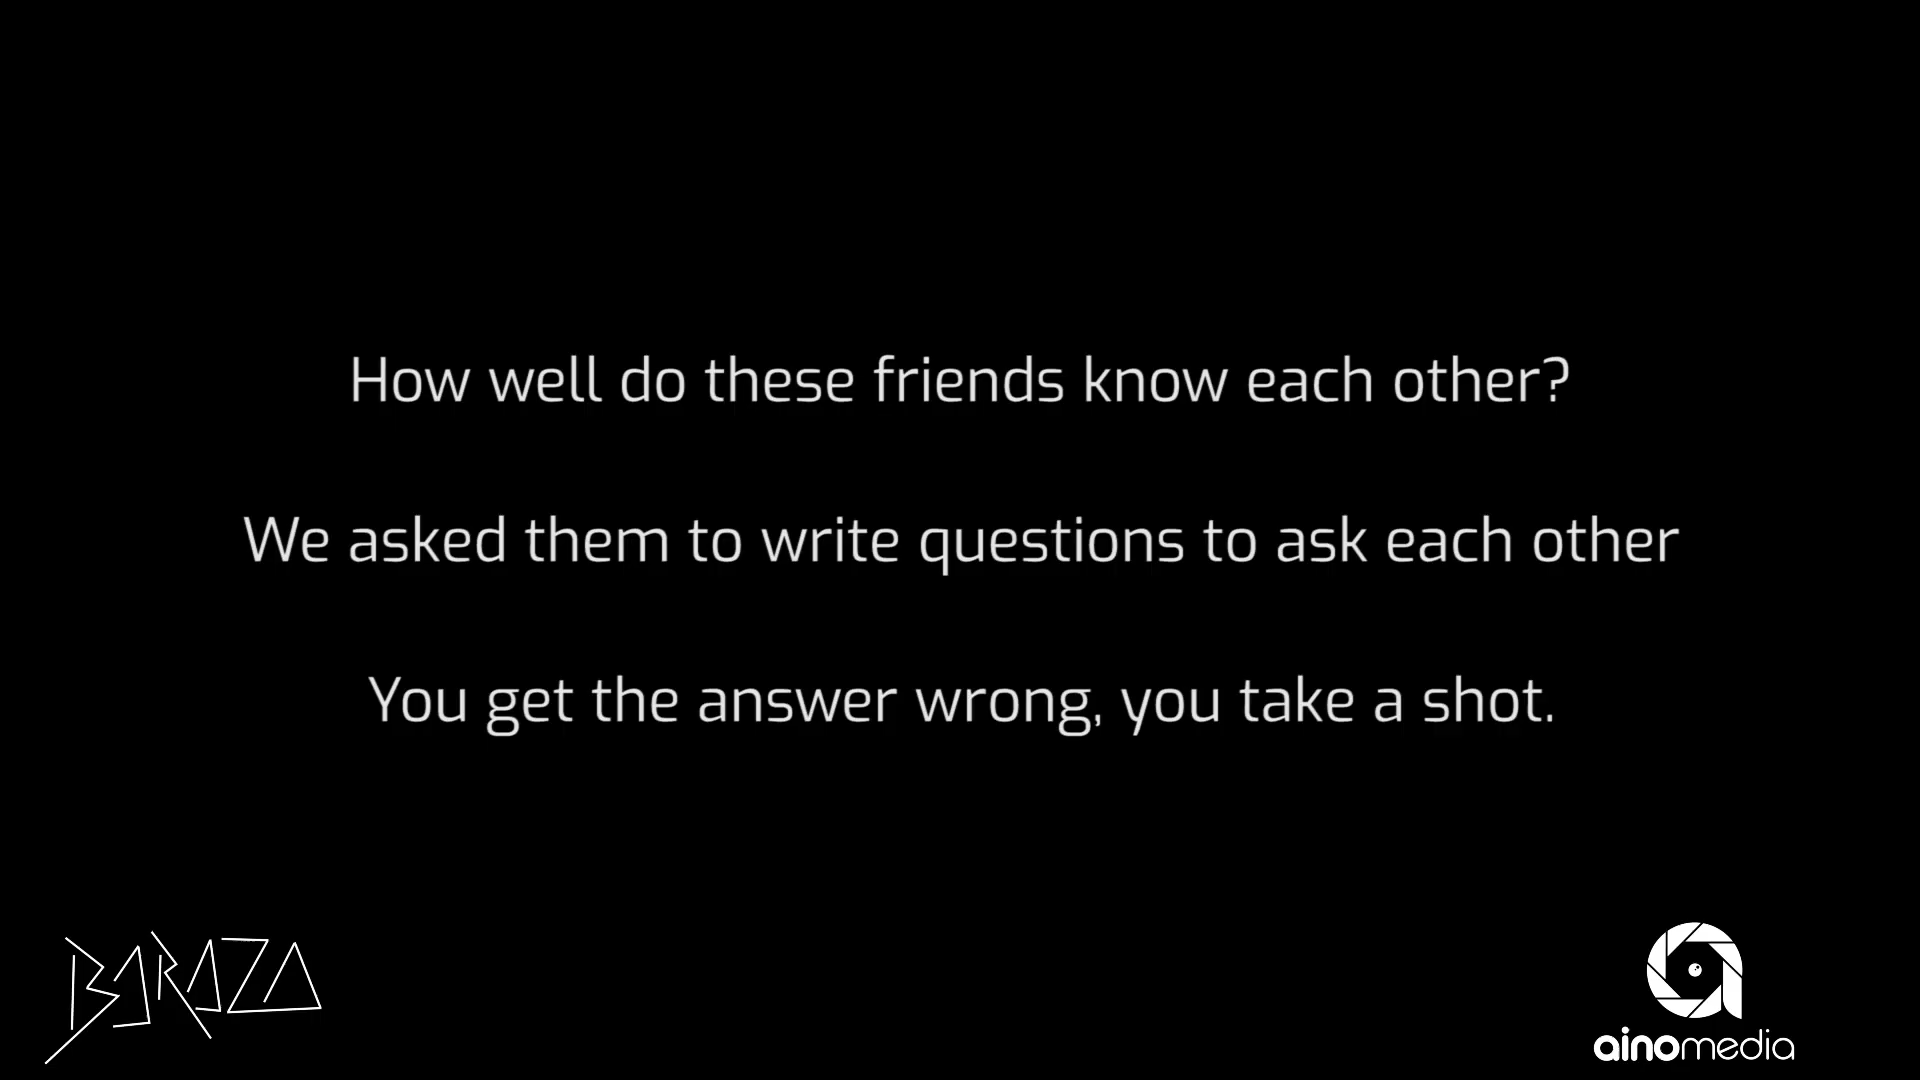 How well do these friends know each other?
We asked them to write questions to ask each other
You get the answer wrong, you take a shot.
BARAZA
ainomedia